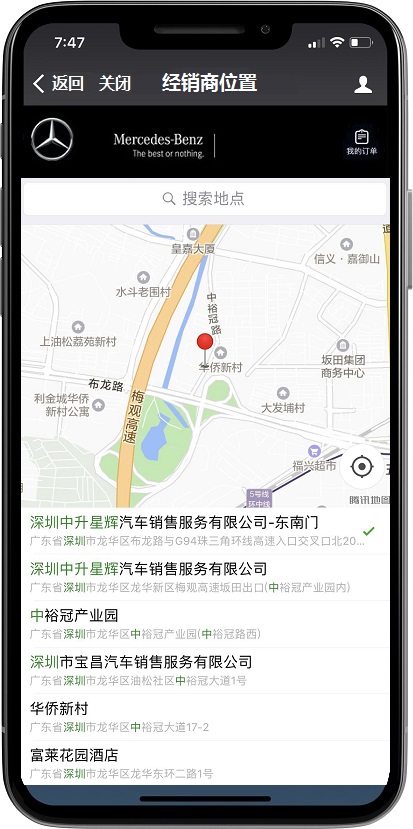 7:47
返回 关闭 经销商位置
Mercedes-Benz
The best or nothing.
我的订单
搜索地点
皇嘉大厦
信义·嘉御山
水斗老围村
中裕冠路
上油松荔苑新村
华侨新村
坂田集团
商务中心
布龙路
利金城华侨
新村公寓
梅观高速
大发埔村
福兴超市
5号线
环中线
腾讯地图
深圳中升星辉汽车销售服务有限公司-东南门
广东省深圳市龙华区布龙路与G94珠三角环线高速入口交叉口北20...
深圳中升星辉汽车销售服务有限公司
广东省深圳市龙华区龙华新区梅观高速坂田出口(中裕冠产业园内)
中裕冠产业园
广东省深圳市龙华区中裕冠产业园(中裕冠路西)
深圳市宝昌汽车销售服务有限公司
广东省深圳市龙华区油松社区中裕冠大道1号
华侨新村
广东省深圳市龙华区中裕冠大道17-2
富莱花园酒店
广东省深圳市龙华区龙华东环二路1号